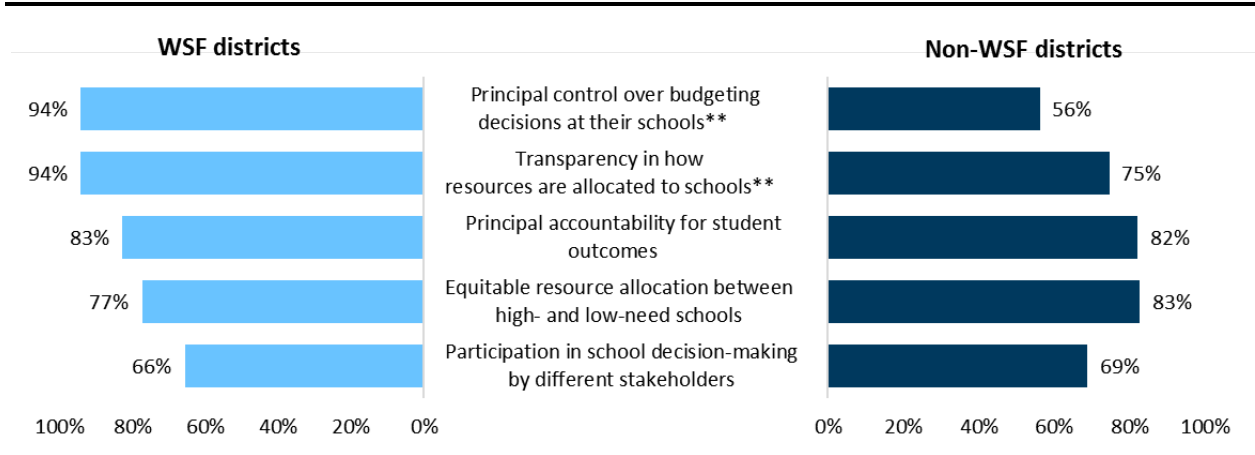 WSF districts
Non-WSF districts
94%
Principal control over budgeting
decisions at their schools**
56%
94%
Transparency in how
resources are allocated to schools**
75%
83%
Principal accountability for student
outcomes
82%
77%
Equitable resource allocation between
high- and low-need schools
83%
66%
Participation in school decision-making
by different stakeholders
69%
100% 80% 60% 40% 20% 0%
0% 20% 40% 60% 80% 100%